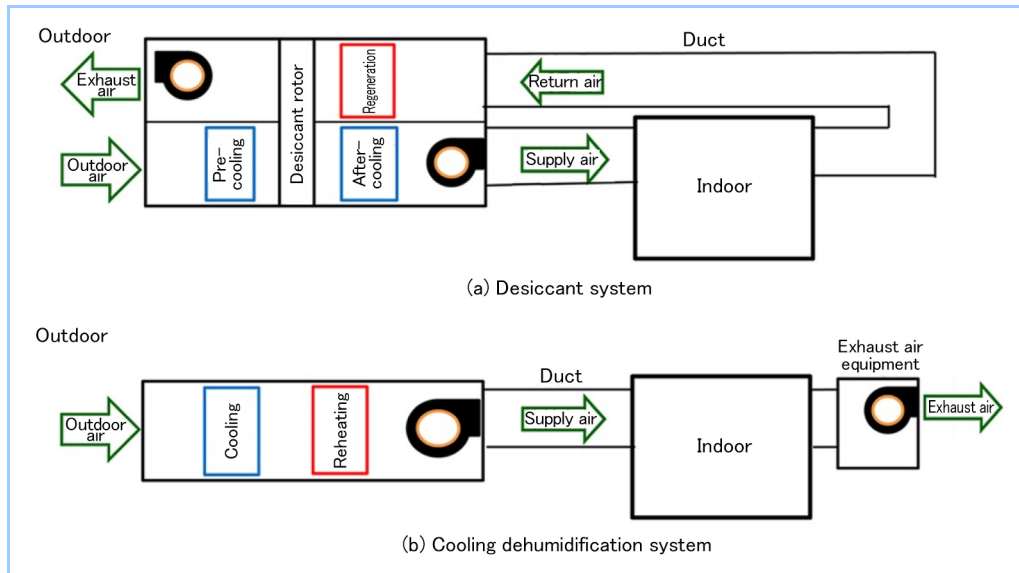 Outdoor
Duct
Exhaust
air
Regeneration
Return air
Outdoor
air
Pre-
cooling
Desiccant rotor
After-
cooling
Supply air
Indoor
(a) Desiccant system
Outdoor
Exhaust air
equipment
Duct
Outdoor
air
Cooling
Reheating
Supply air
Indoor
Exhaust air
(b) Cooling dehumidification system